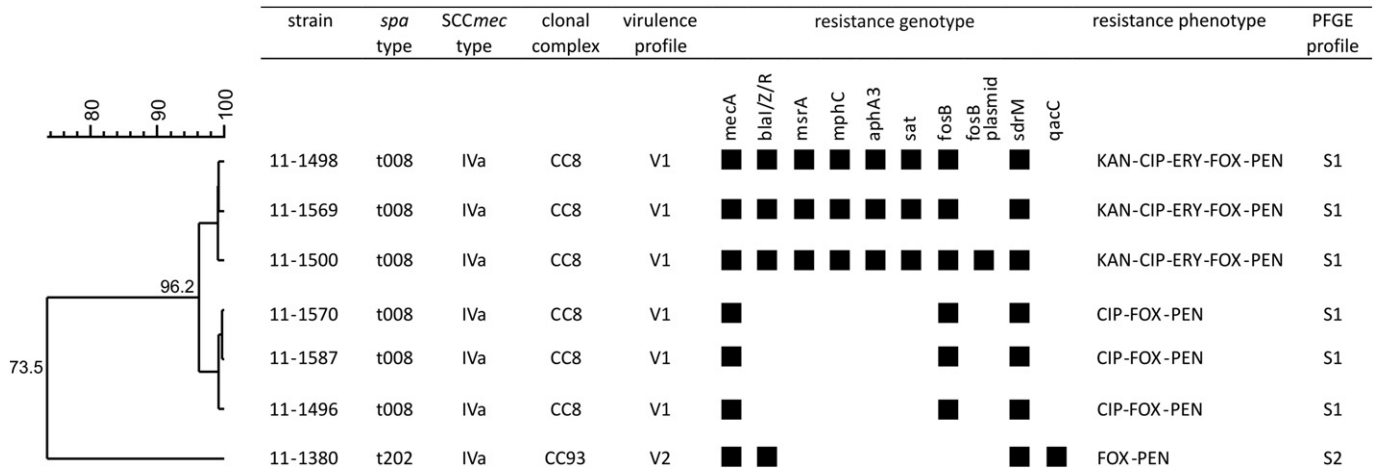 strain spa SCCmec clonal virulence resistance genotype resistance phenotype PFGE
type type complex profile profile
80 90 100
mecA blaI/Z/R msrA mphC aphA3 sat fosB fosB plasmid sdrM qacC
11-1498 t008 IVa CC8 V1 KAN-CIP-ERY-FOX-PEN S1
11-1569 t008 IVa CC8 V1 KAN-CIP-ERY-FOX-PEN S1
11-1500 t008 IVa CC8 V1 KAN-CIP-ERY-FOX-PEN S1
96.2
11-1570 t008 IVa CC8 V1 CIP-FOX-PEN S1
11-1587 t008 IVa CC8 V1 CIP-FOX-PEN S1
73.5
11-1496 t008 IVa CC8 V1 CIP-FOX-PEN S1
11-1380 t202 IVa CC93 V2 FOX-PEN S2